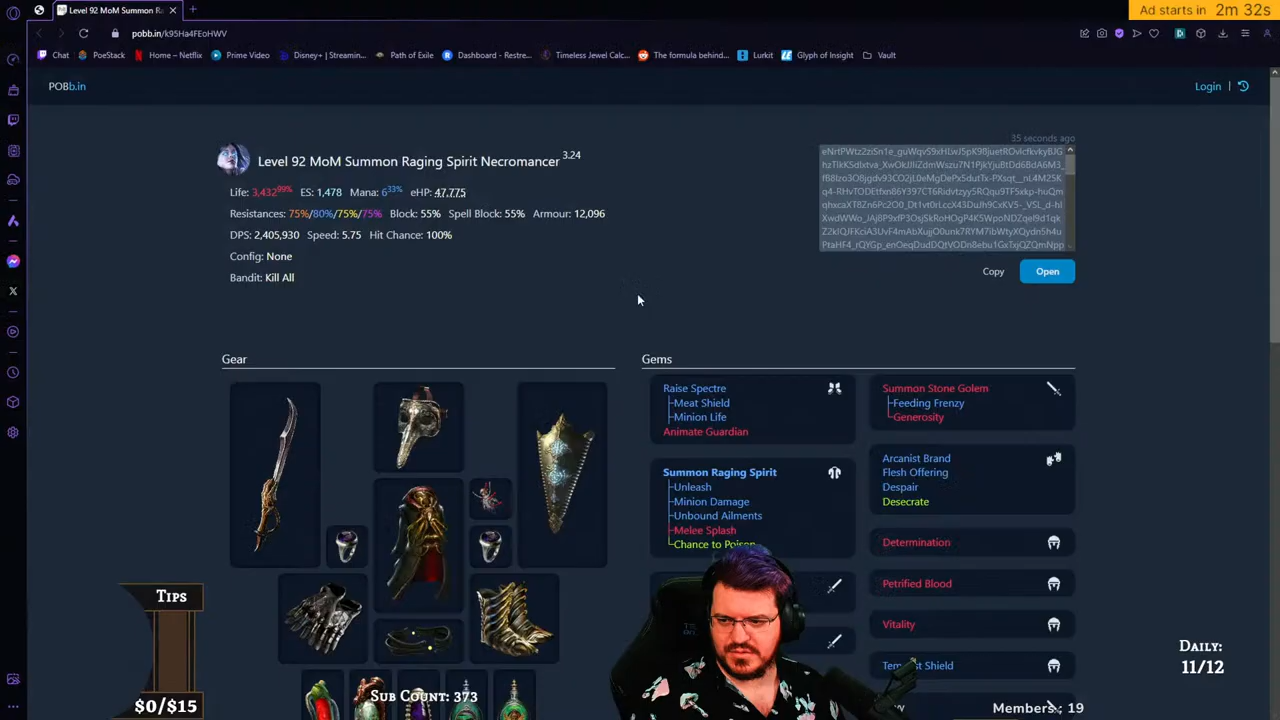 Level 92 MoM Summon Ra
Ad starts in 2m 32s
pobb.in/k95Ha4FEoHWV
Chat PoeStack Home – Netflix Prime Video Disney+ | Streamin... Path of Exile Dashboard - Restre... Timeless Jewel Calc... The formula behind... Lurkit Glyph of Insight Vault
POBb.in
Login
35 seconds ago
Level 92 MoM Summon Raging Spirit Necromancer 3.24
Life: 3,432 99% ES: 1,478 Mana: 6 33% eHP: 47,775
Resistances: 75%/80%/75%/75% Block: 55% Spell Block: 55% Armour: 12,096
DPS: 2,405,930 Speed: 5.75 Hit Chance: 100%
Config: None
Bandit: Kill All
Copy
Open
Gear
Gems
Raise Spectre
Meat Shield
Minion Life
Animate Guardian
Summon Raging Spirit
Unleash
Minion Damage
Unbound Ailments
Melee Splash
Chance to Poison
Summon Stone Golem
Feeding Frenzy
Generosity
Arcanist Brand
Flesh Offering
Despair
Desecrate
Determination
Petrified Blood
Vitality
Tempest Shield
Tips
$0/$15
Sub Count: 373
DAILY:
11/12
Members: 19